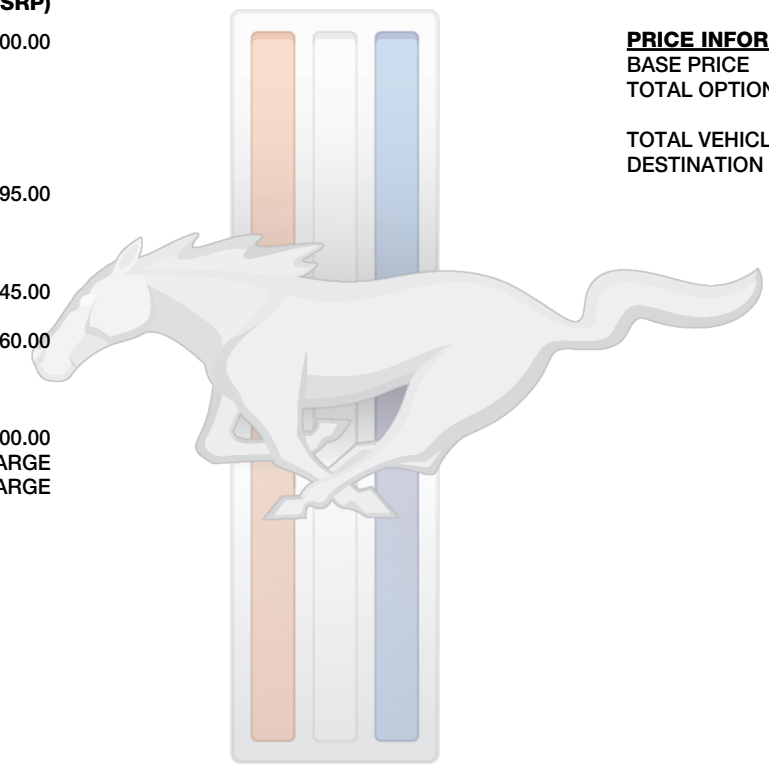 SRP)
00.00
95.00
45.00
60.00
00.00
ARGE
ARGE
PRICE INFOR
BASE PRICE
TOTAL OPTION
TOTAL VEHICL
DESTINATION